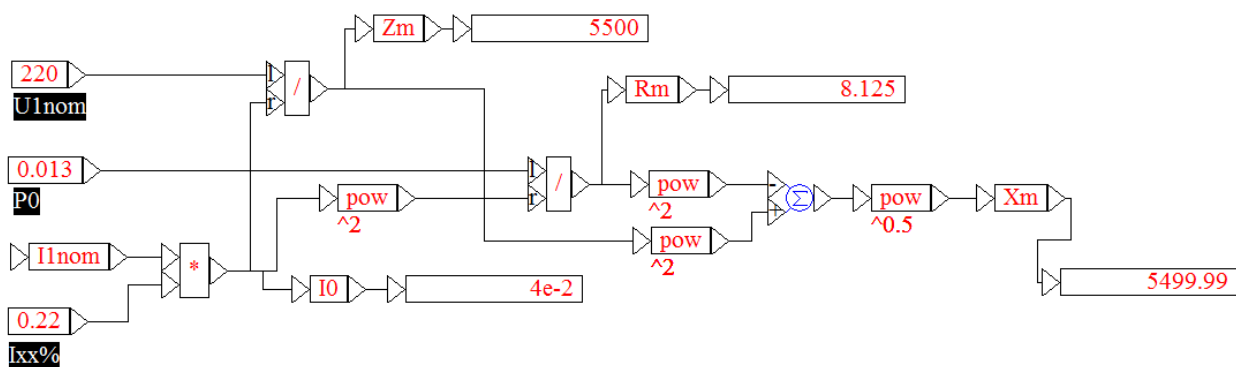 Zm
5500
220
l
/
r
U1nom
Rm
8.125
0.013
l
/
r
P0
pow
^2
pow
^2
-
Σ
+
pow
^0.5
Xm
pow
^2
I1nom
*
I0
4e-2
5499.99
0.22
Ixx%